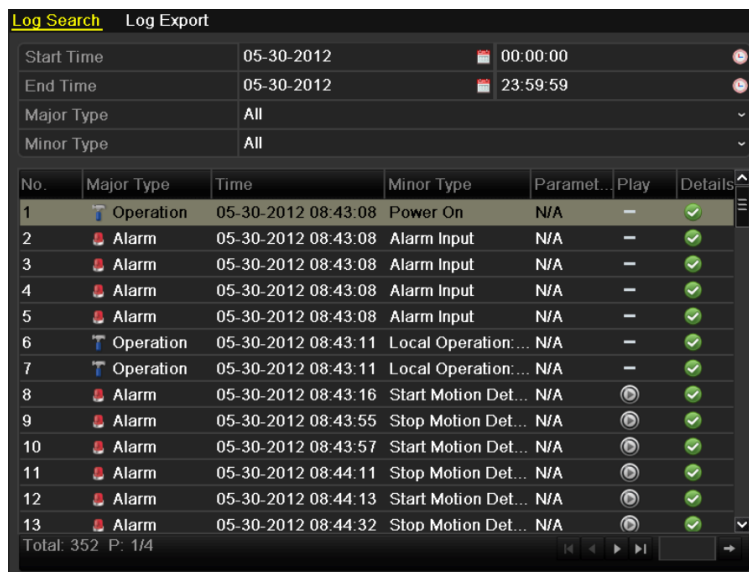 Log Search Log Export
Start Time 05-30-2012 00:00:00
End Time 05-30-2012 23:59:59
Major Type All
Minor Type All
No. Major Type Time Minor Type Paramet... Play Details
1 Operation 05-30-2012 08:43:08 Power On N/A –
2 Alarm 05-30-2012 08:43:08 Alarm Input N/A –
3 Alarm 05-30-2012 08:43:08 Alarm Input N/A –
4 Alarm 05-30-2012 08:43:08 Alarm Input N/A –
5 Alarm 05-30-2012 08:43:08 Alarm Input N/A –
6 Operation 05-30-2012 08:43:11 Local Operation:... N/A –
7 Operation 05-30-2012 08:43:11 Local Operation:... N/A –
8 Alarm 05-30-2012 08:43:16 Start Motion Det... N/A
9 Alarm 05-30-2012 08:43:55 Stop Motion Det... N/A
10 Alarm 05-30-2012 08:43:57 Start Motion Det... N/A
11 Alarm 05-30-2012 08:44:11 Stop Motion Det... N/A
12 Alarm 05-30-2012 08:44:13 Start Motion Det... N/A
13 Alarm 05-30-2012 08:44:32 Stop Motion Det... N/A
Total: 352 P: 1/4